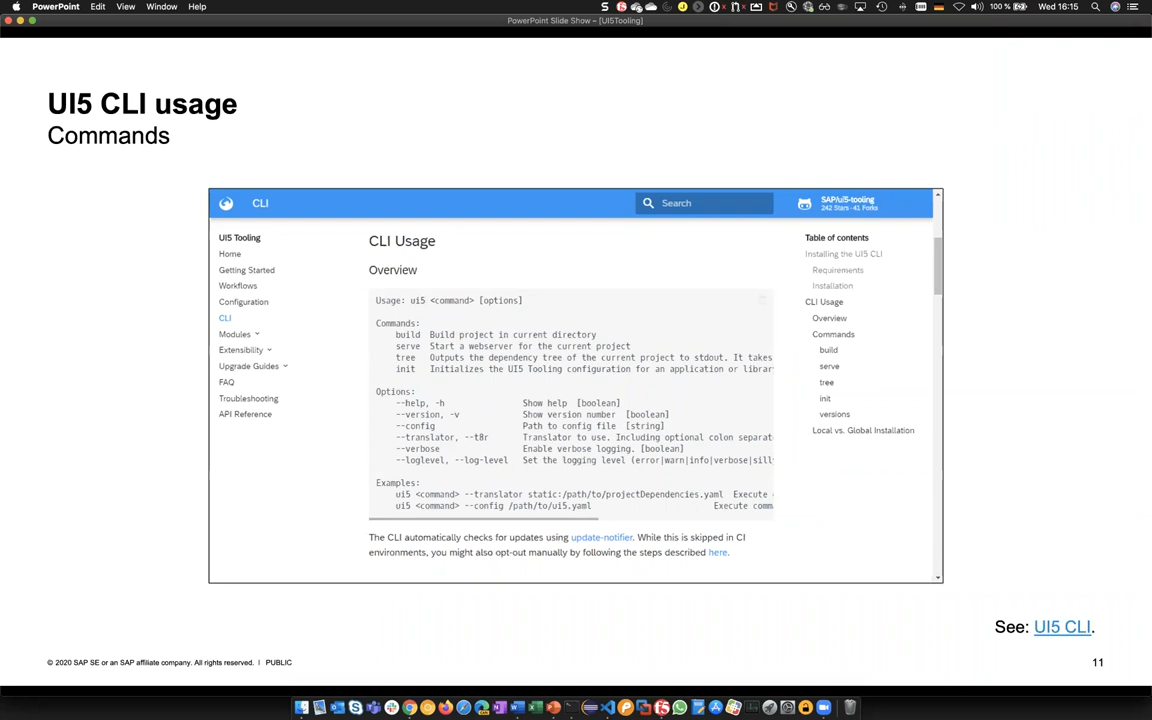 PowerPoint Edit View Window Help 100 % Wed 16:15
PowerPoint Slide Show – [UI5Tooling]
UI5 CLI usage
Commands
CLI
Search
SAP/ui5-tooling
242 Stars · 41 Forks
UI5 Tooling
Home
Getting Started
Workflows
Configuration
CLI
Modules
Extensibility
Upgrade Guides
FAQ
Troubleshooting
API Reference
CLI Usage
Overview
Usage: ui5 <command> [options]
Commands:
build Build project in current directory
serve Start a webserver for the current project
tree Outputs the dependency tree of the current project to stdout. It takes
init Initializes the UI5 Tooling configuration for an application or librar
Options:
--help, -h Show help [boolean]
--version, -v Show version number [boolean]
--config Path to config file [string]
--translator, --t8r Translator to use. Including optional colon separat
--verbose Enable verbose logging. [boolean]
--loglevel, --log-level Set the logging level (error|warn|info|verbose|sill
Examples:
ui5 <command> --translator static:/path/to/projectDependencies.yaml Execute
ui5 <command> --config /path/to/ui5.yaml Execute comm
The CLI automatically checks for updates using update-notifier. While this is skipped in CI
environments, you might also opt-out manually by following the steps described here.
Table of contents
Installing the UI5 CLI
Requirements
Installation
CLI Usage
Overview
Commands
build
serve
tree
init
versions
Local vs. Global Installation
See: UI5 CLI.
© 2020 SAP SE or an SAP affiliate company. All rights reserved. I PUBLIC
11